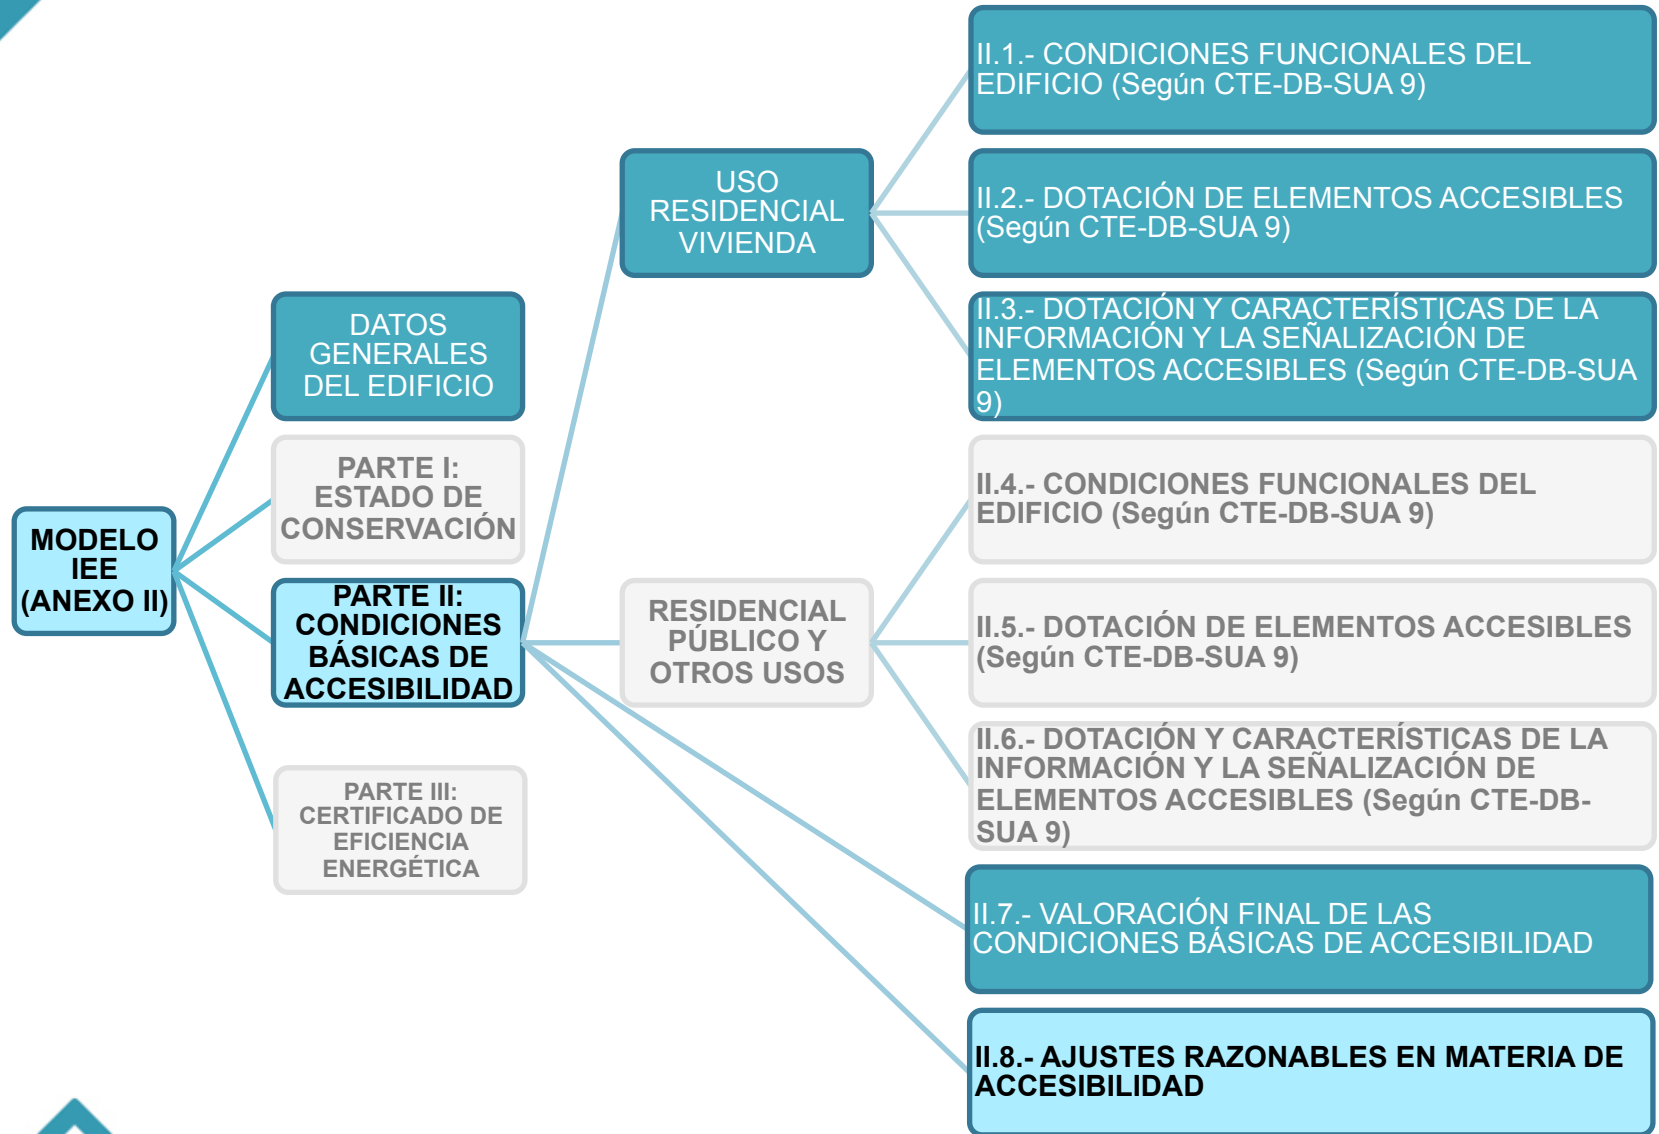 MODELO
IEE
(ANEXO II)
DATOS
GENERALES
DEL EDIFICIO
PARTE I:
ESTADO DE
CONSERVACIÓN
PARTE II:
CONDICIONES
BÁSICAS DE
ACCESIBILIDAD
PARTE III:
CERTIFICADO DE
EFICIENCIA
ENERGÉTICA
USO
RESIDENCIAL
VIVIENDA
RESIDENCIAL
PÚBLICO Y
OTROS USOS
II.1.- CONDICIONES FUNCIONALES DEL
EDIFICIO (Según CTE-DB-SUA 9)
II.2.- DOTACIÓN DE ELEMENTOS ACCESIBLES
(Según CTE-DB-SUA 9)
II.3.- DOTACIÓN Y CARACTERÍSTICAS DE LA
INFORMACIÓN Y LA SEÑALIZACIÓN DE
ELEMENTOS ACCESIBLES (Según CTE-DB-SUA
9)
II.4.- CONDICIONES FUNCIONALES DEL
EDIFICIO (Según CTE-DB-SUA 9)
II.5.- DOTACIÓN DE ELEMENTOS ACCESIBLES
(Según CTE-DB-SUA 9)
II.6.- DOTACIÓN Y CARACTERÍSTICAS DE LA
INFORMACIÓN Y LA SEÑALIZACIÓN DE
ELEMENTOS ACCESIBLES (Según CTE-DB-
SUA 9)
II.7.- VALORACIÓN FINAL DE LAS
CONDICIONES BÁSICAS DE ACCESIBILIDAD
II.8.- AJUSTES RAZONABLES EN MATERIA DE
ACCESIBILIDAD